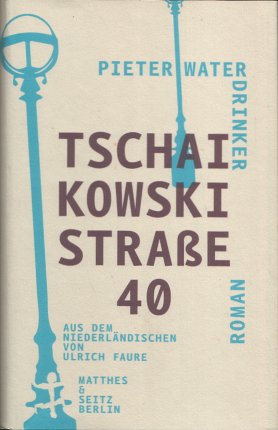 PIETER WATER
DRINKER
TSCHAI
KOWSKI
STRAßE
40
ROMAN
AUS DEM
NIEDERLÄNDISCHEN
VON
ULRICH FAURE
MATTHES
&
SEITZ
BERLIN